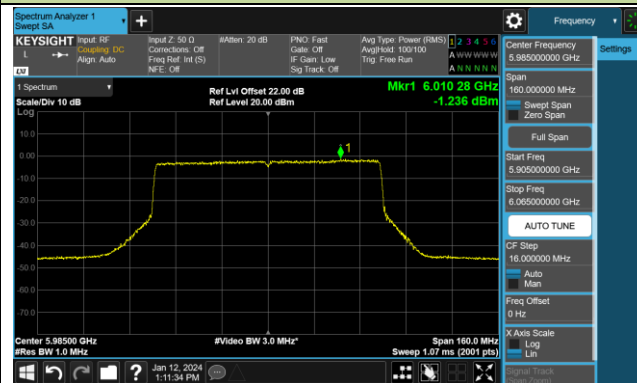 Spectrum Analyzer 1
Swept SA
+
Frequency
KEYSIGHT
L
LXI
Input: RF
Coupling: DC
Align: Auto
Input Z: 50 Ω
Corrections: Off
Freq Ref: Int (S)
NFE: Off
#Atten: 20 dB
PNO: Fast
Gate: Off
IF Gain: Low
Sig Track: Off
Avg Type: Power (RMS)
Avg|Hold: 100/100
Trig: Free Run
1 2 3 4 5 6
A W W W W W
A N N N N N
1 Spectrum
Scale/Div 10 dB
Log
Ref Lvl Offset 22.00 dB
Ref Level 20.00 dBm
Mkr1 6.010 28 GHz
-1.236 dBm
1
10.0
0.00
-10.0
-20.0
-30.0
-40.0
-50.0
-60.0
-70.0
Center 5.98500 GHz
#Res BW 1.0 MHz
#Video BW 3.0 MHz*
Span 160.0 MHz
Sweep 1.07 ms (2001 pts)
Jan 12, 2024
1:11:34 PM
Center Frequency
5.985000000 GHz
Settings
Span
160.000000 MHz
Swept Span
Zero Span
Full Span
Start Freq
5.905000000 GHz
Stop Freq
6.065000000 GHz
AUTO TUNE
CF Step
16.000000 MHz
Auto
Man
Freq Offset
0 Hz
X Axis Scale
Log
Lin
Signal Track
(Span Zoom)